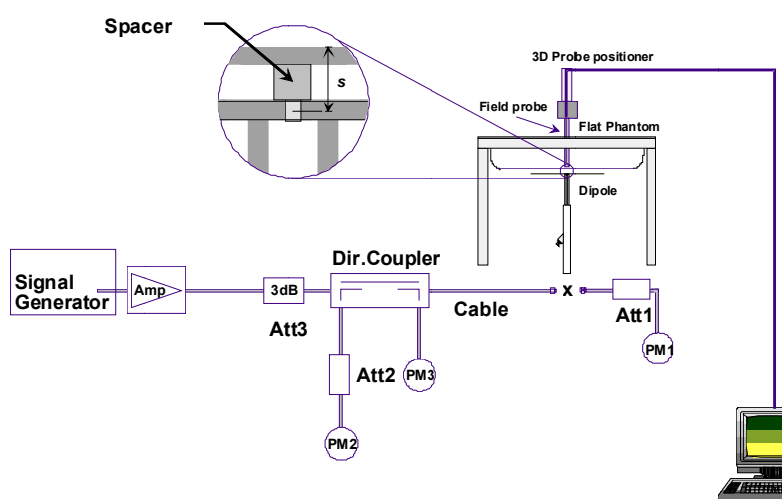 Spacer
s
3D Probe positioner
Field probe
Flat Phantom
Dipole
Dir.Coupler
Signal
Generator
Amp
3dB
Att3
Cable
x
Att1
PM1
Att2
PM3
PM2